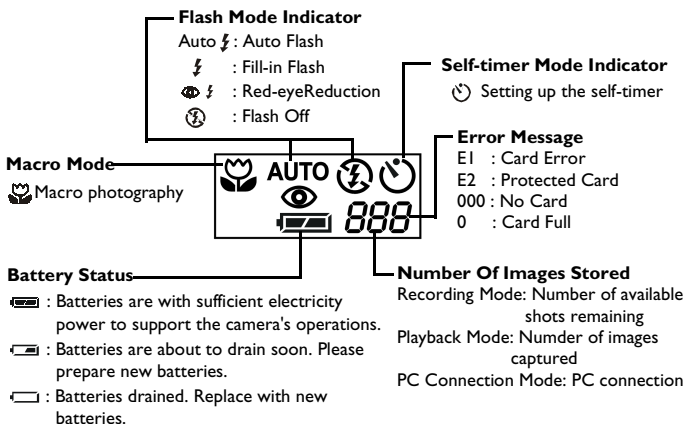 Flash Mode Indicator
Auto : Auto Flash
: Fill-in Flash
: Red-eyeReduction
: Flash Off
Self-timer Mode Indicator
Setting up the self-timer
Error Message
E1 : Card Error
E2 : Protected Card
000 : No Card
0 : Card Full
Macro Mode
Macro photography
AUTO
888
Battery Status
: Batteries are with sufficient electricity
power to support the camera's operations.
: Batteries are about to drain soon. Please
prepare new batteries.
: Batteries drained. Replace with new
batteries.
Number Of Images Stored
Recording Mode: Number of available
shots remaining
Playback Mode: Numder of images
captured
PC Connection Mode: PC connection